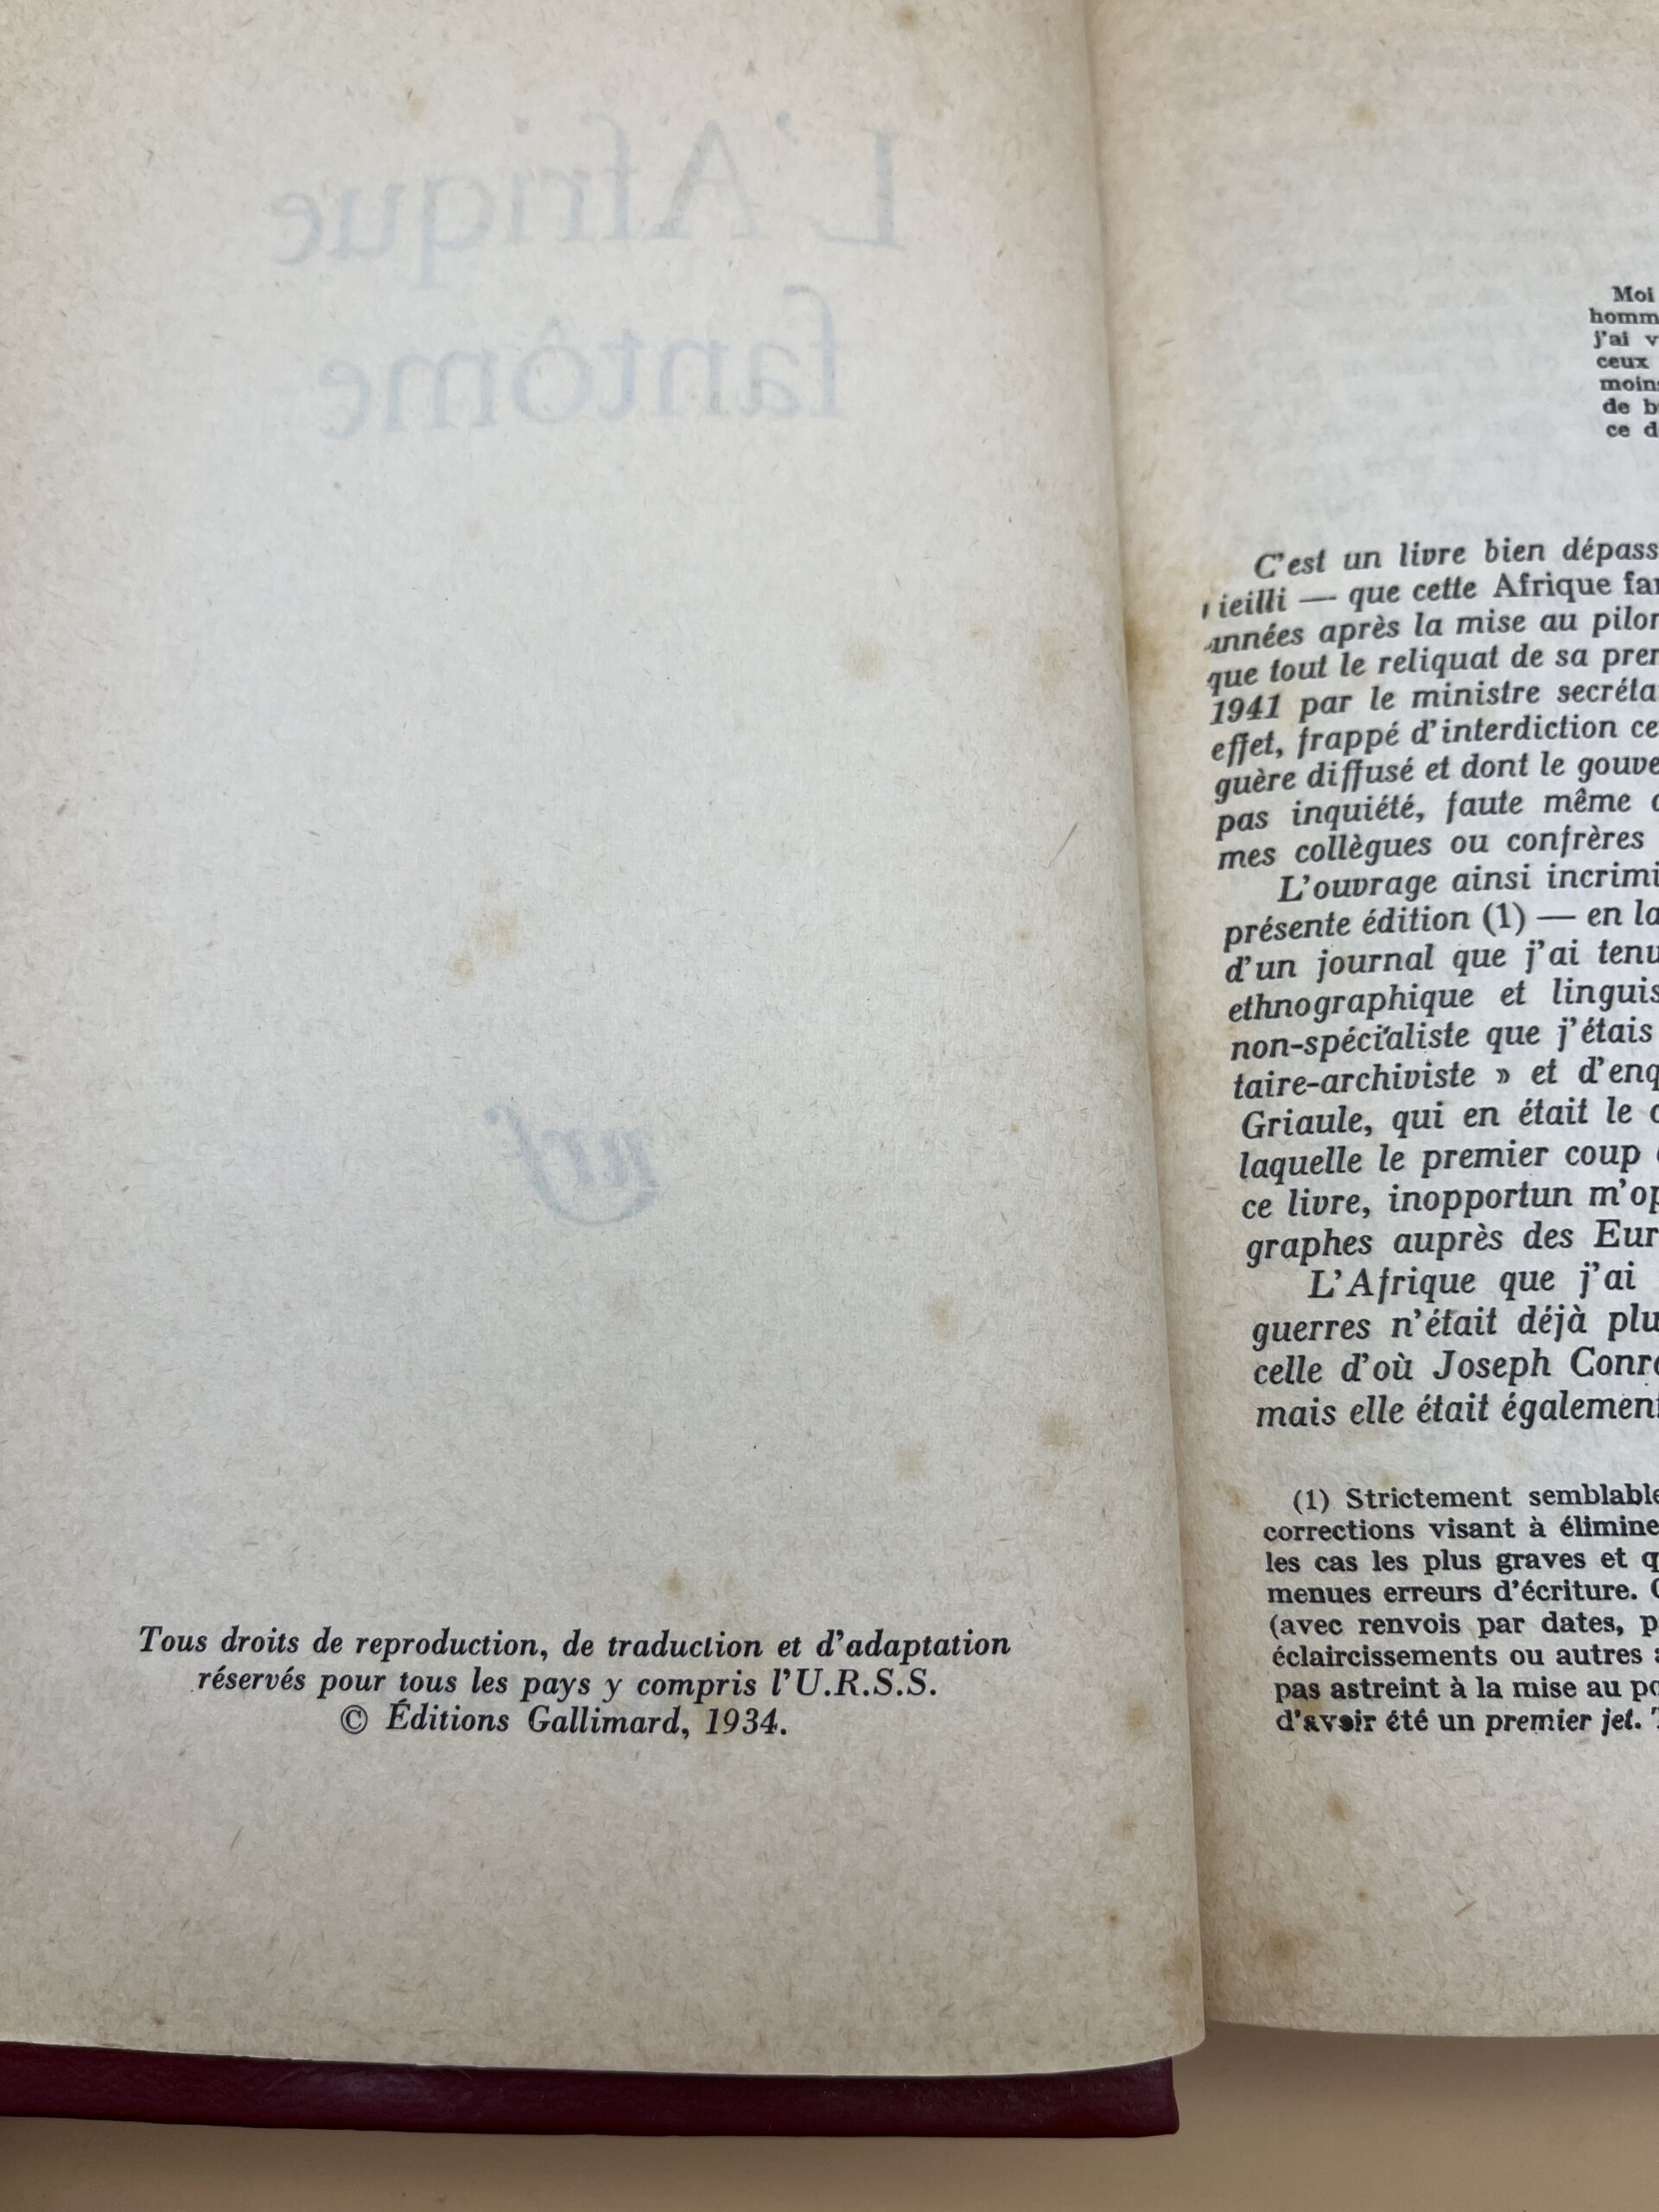 L'Afrique
fantôme
nrf
Tous droits de reproduction, de traduction et d'adaptation
réservés pour tous les pays y compris l'U.R.S.S.
© Éditions Gallimard, 1934.
Moi
j'ai
ceux
de
ce
C'est un livre bien
ieilli — que cette Afrique
années après la mise au
que tout le reliquat de sa
1941 par le ministre
effet, frappé d'interdiction
guère diffusé et dont le
pas inquiété, faute même
mes collègues ou confrères
L'ouvrage ainsi
présente édition (1) — en
d'un journal que j'ai
ethnographique et
non-spécialiste que j'étais
taire-archiviste » et
Griaule, qui en était le
laquelle le premier coup
ce livre, inopportun
graphes auprès des
L'Afrique que j'ai
guerres n'était déjà
celle d'où Joseph
mais elle était
(1) Strictement
corrections visant à
les cas les plus graves et
menues erreurs d'écriture.
(avec renvois par dates,
éclaircissements ou autres
pas astreint à la mise au
d'avoir été un premier jet.